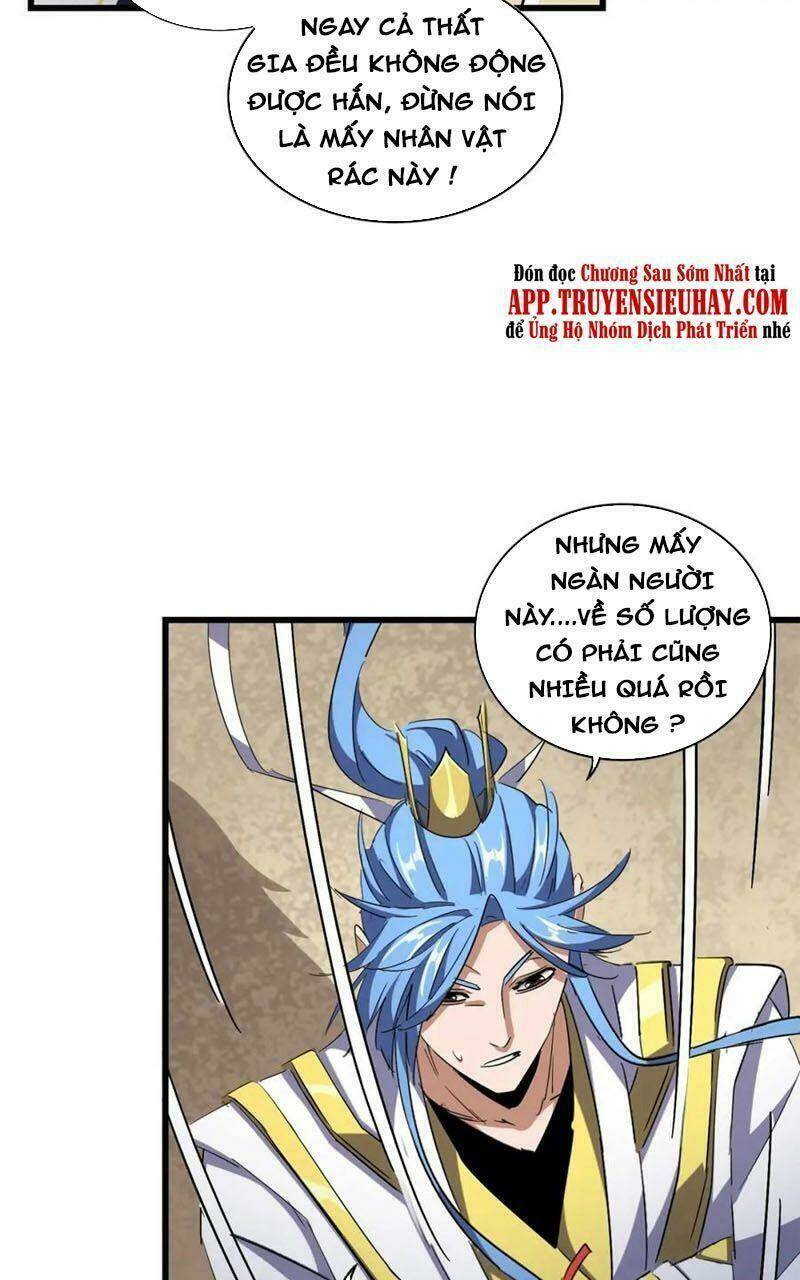 NGAY CẢ THẤT
GIA ĐỀU KHÔNG ĐỘNG
ĐƯỢC HẮN, ĐỪNG NÓI
LÀ MẤY NHÂN VẬT
RÁC NÀY !
Đón đọc Chương Sau Sớm Nhất tại
APP.TRUYENSIEUHAY.COM
để Ủng Hộ Nhóm Dịch Phát Triển nhé
NHƯNG MẤY
NGÀN NGƯỜI
NÀY....VỀ SỐ LƯỢNG
CÓ PHẢI CŨNG
NHIỀU QUÁ RỒI
KHÔNG ?